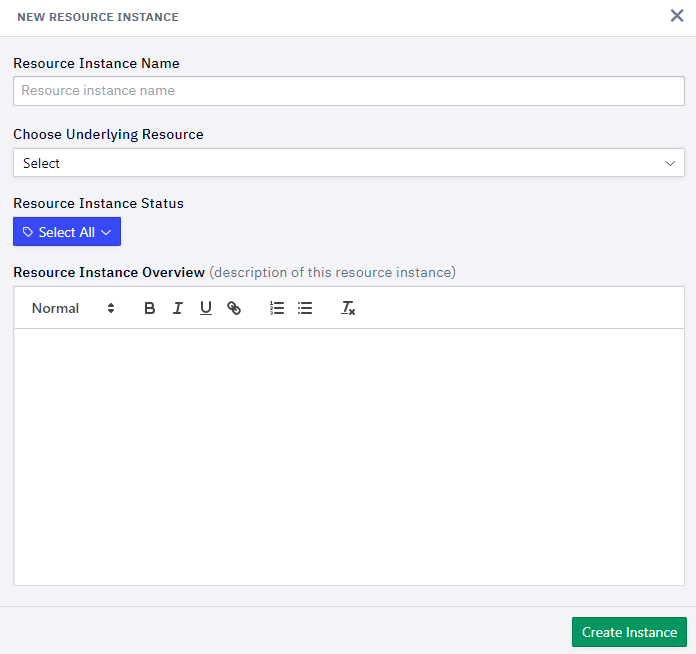 NEW RESOURCE INSTANCE
Resource Instance Name
Resource instance name
Choose Underlying Resource
Select
Resource Instance Status
Select All
Resource Instance Overview (description of this resource instance)
Normal B I U
Create Instance